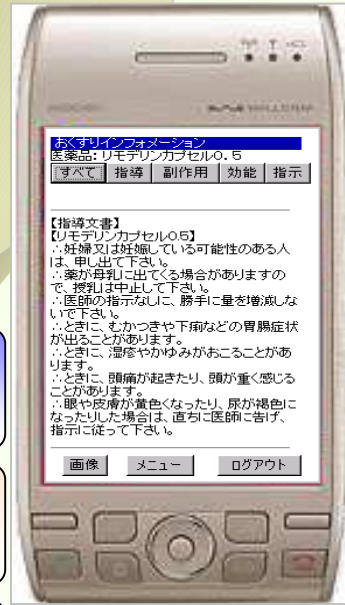 おくすりインフォメーション
医薬品: リモデリンカプセル0.5
すべて 指導 副作用 効能 指示
【指導文書】
【リモデリンカプセル0.5】
∴妊婦又は妊娠している可能性のある人
は、申し出て下さい。
∴薬が母乳に出てくる場合がありますの
で、授乳は中止して下さい。
∴医師の指示なしに、勝手に量を増減しな
いで下さい。
∴ときに、むかつきや下痢などの胃腸症状
が出ることがあります。
∴ときに、湿疹やかゆみがおこることがあ
ります。
∴ときに、頭痛が起きたり、頭が重く感じる
ことがあります。
∴眼や皮膚が黄色くなったり、尿が褐色に
なったりした場合は、直ちに医師に告げ、
指示に従って下さい。
画像 メニュー ログアウト